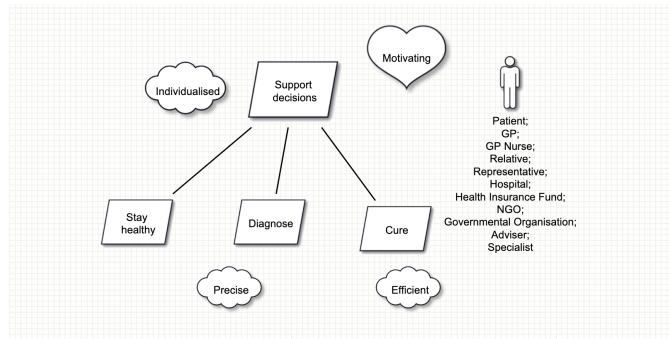 Motivating
Individualised
Support
decisions
Patient;
GP;
GP Nurse;
Relative;
Representative;
Hospital;
Health Insurance Fund;
NGO;
Governmental Organisation;
Adviser;
Specialist
Stay
healthy
Diagnose
Cure
Precise
Efficient